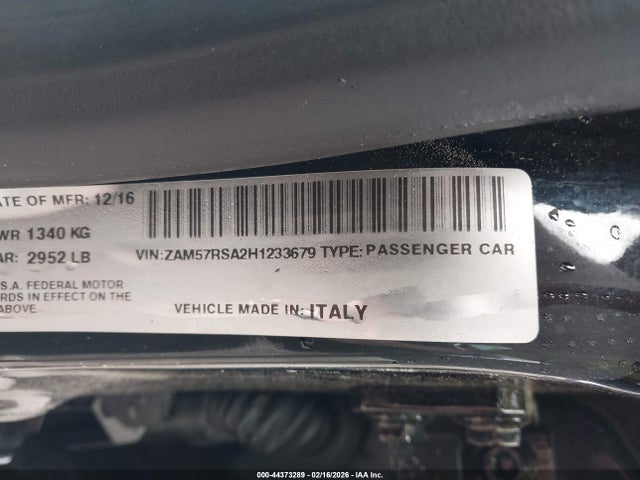 ATE OF MFR: 12/16
WR 1340 KG
AR: 2952 LB
VIN: ZAM57RSA2H1233679 TYPE: PASSENGER CAR
S.A. FEDERAL MOTOR
RDS IN EFFECT ON THE
ABOVE
VEHICLE MADE IN: ITALY
000-44373289 - 02/16/2026 - IAA Inc.